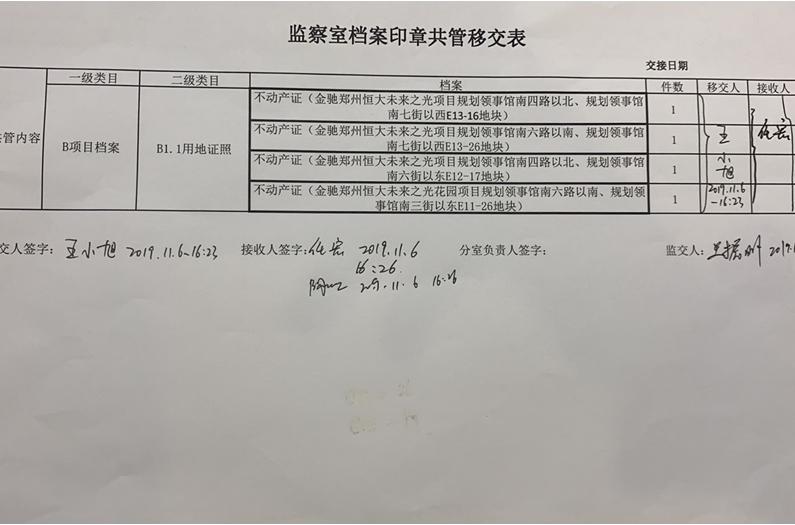 监察室档案印章共管移交表
交接日期
管内容
一级类目
二级类目
档案
件数
移交人
接收人
B项目档案
B1.1用地证照
不动产证（金驰郑州恒大未来之光项目规划领事馆南四路以北、规划领事馆
南七街以西E13-16地块）
1
不动产证（金驰郑州恒大未来之光项目规划领事馆南六路以南、规划领事馆
南七街以西E13-26地块）
1
不动产证（金驰郑州恒大未来之光项目规划领事馆南四路以北、规划领事馆
南六街以东E12-17地块）
1
不动产证（金驰郑州恒大未来之光花园项目规划领事馆南六路以南、规划领
事馆南三街以东E11-26地块）
1
王
小
旭
2019.11.6
-16:23
任
交人签字：王小旭 2019.11.6-16:23 接收人签字：任 2019.11.6 分室负责人签字： 监交人：
16:26
2019.11.6 16:26